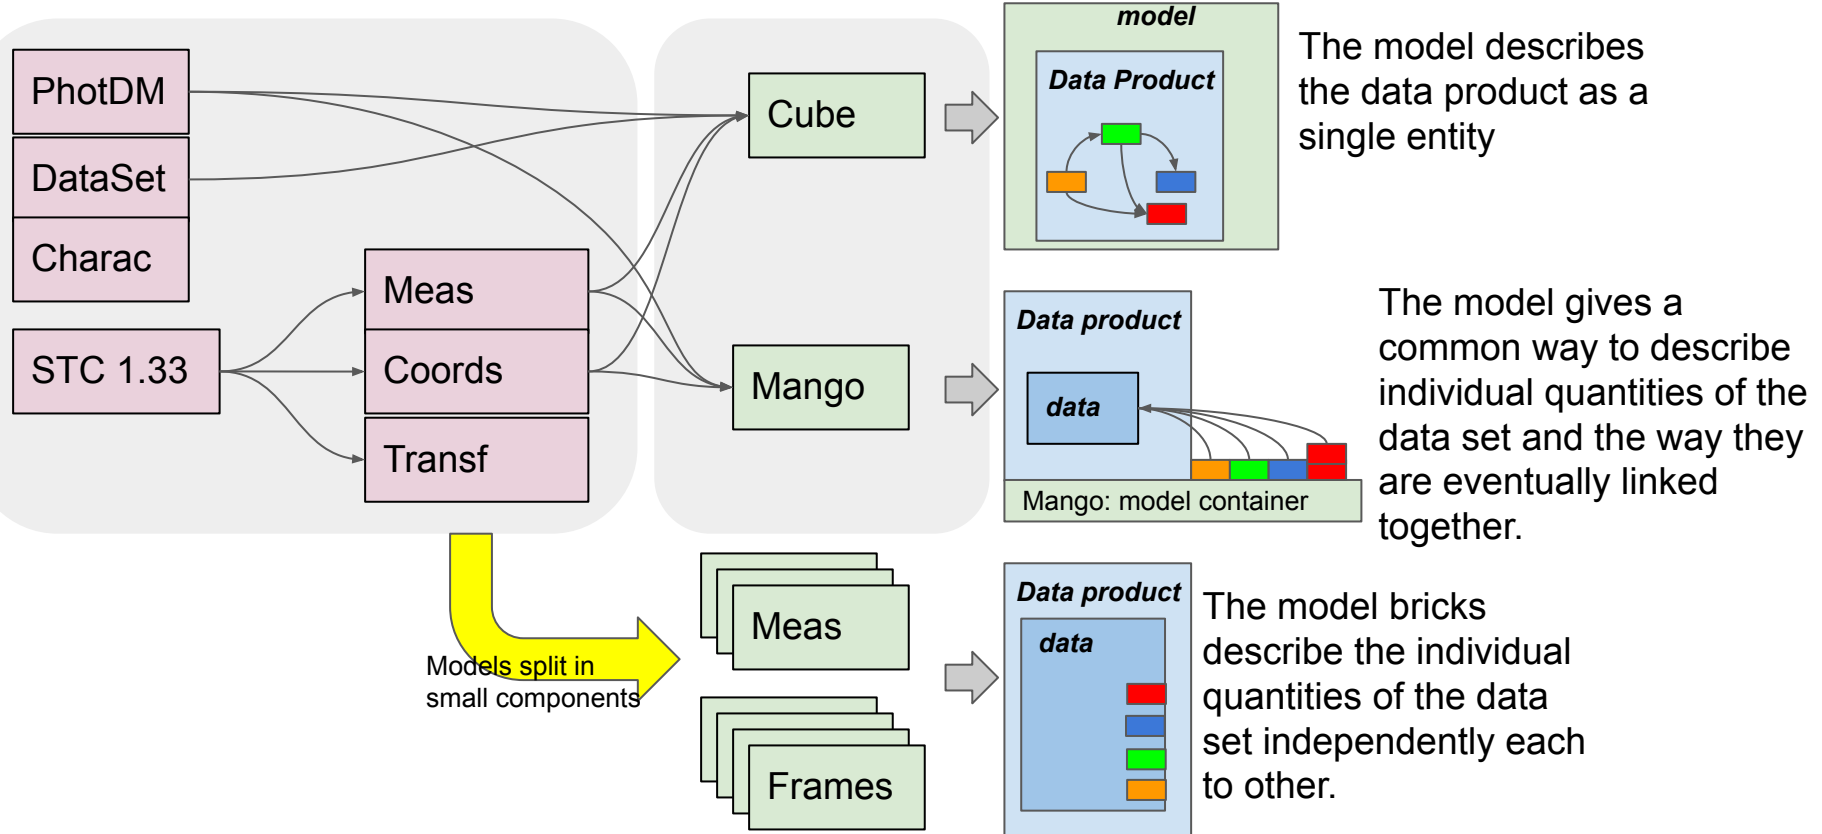 PhotDM
DataSet
Charac
STC 1.33
Meas
Coords
Transf
Cube
Mango
model
Data Product
The model describes
the data product as a
single entity
Data product
data
Mango: model container
The model gives a
common way to describe
individual quantities of the
data set and the way they
are eventually linked
together.
Models split in
small components
Meas
Frames
Data product
data
The model bricks
describe the individual
quantities of the data
set independently each
to other.